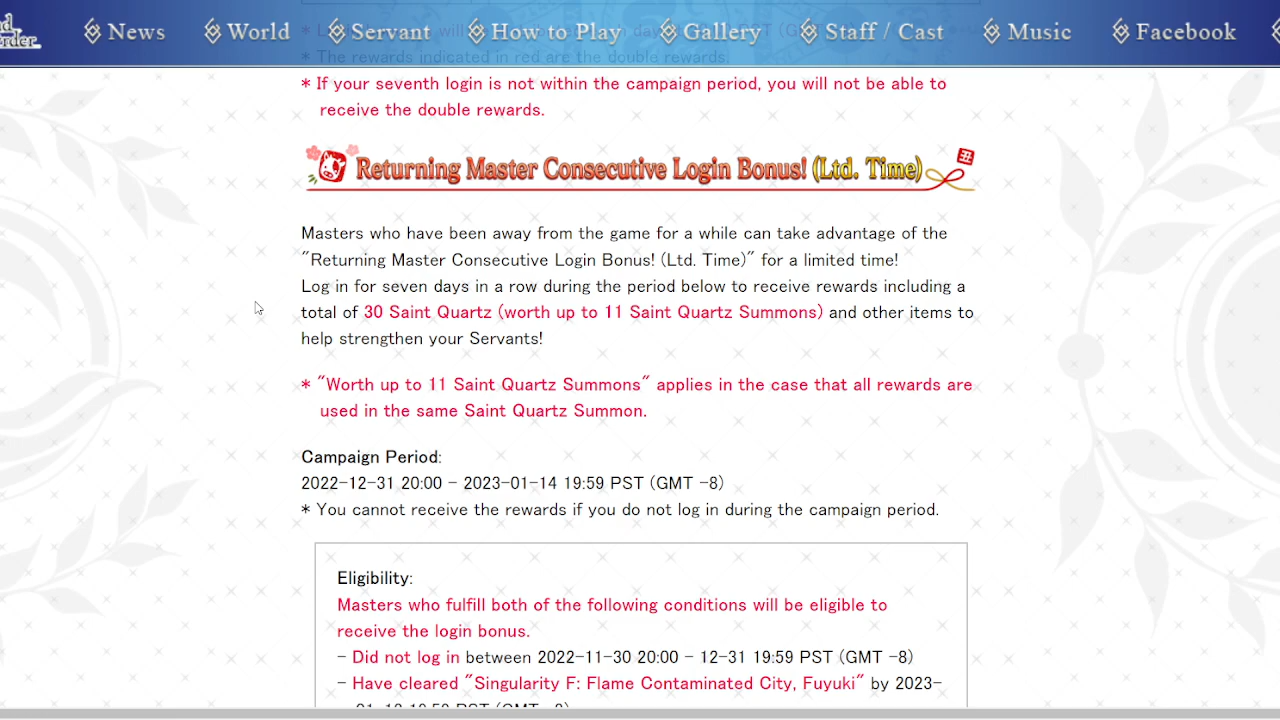 News World Servant How to Play Gallery Staff / Cast Music Facebook
* The rewards indicated in red are the double rewards.
* If your seventh login is not within the campaign period, you will not be able to
receive the double rewards.
Returning Master Consecutive Login Bonus! (Ltd. Time) 丑
Masters who have been away from the game for a while can take advantage of the
"Returning Master Consecutive Login Bonus! (Ltd. Time)" for a limited time!
Log in for seven days in a row during the period below to receive rewards including a
total of 30 Saint Quartz (worth up to 11 Saint Quartz Summons) and other items to
help strengthen your Servants!
* "Worth up to 11 Saint Quartz Summons" applies in the case that all rewards are
used in the same Saint Quartz Summon.
Campaign Period:
2022-12-31 20:00 - 2023-01-14 19:59 PST (GMT -8)
* You cannot receive the rewards if you do not log in during the campaign period.
Eligibility:
Masters who fulfill both of the following conditions will be eligible to
receive the login bonus.
- Did not log in between 2022-11-30 20:00 - 12-31 19:59 PST (GMT -8)
- Have cleared "Singularity F: Flame Contaminated City, Fuyuki" by 2023-